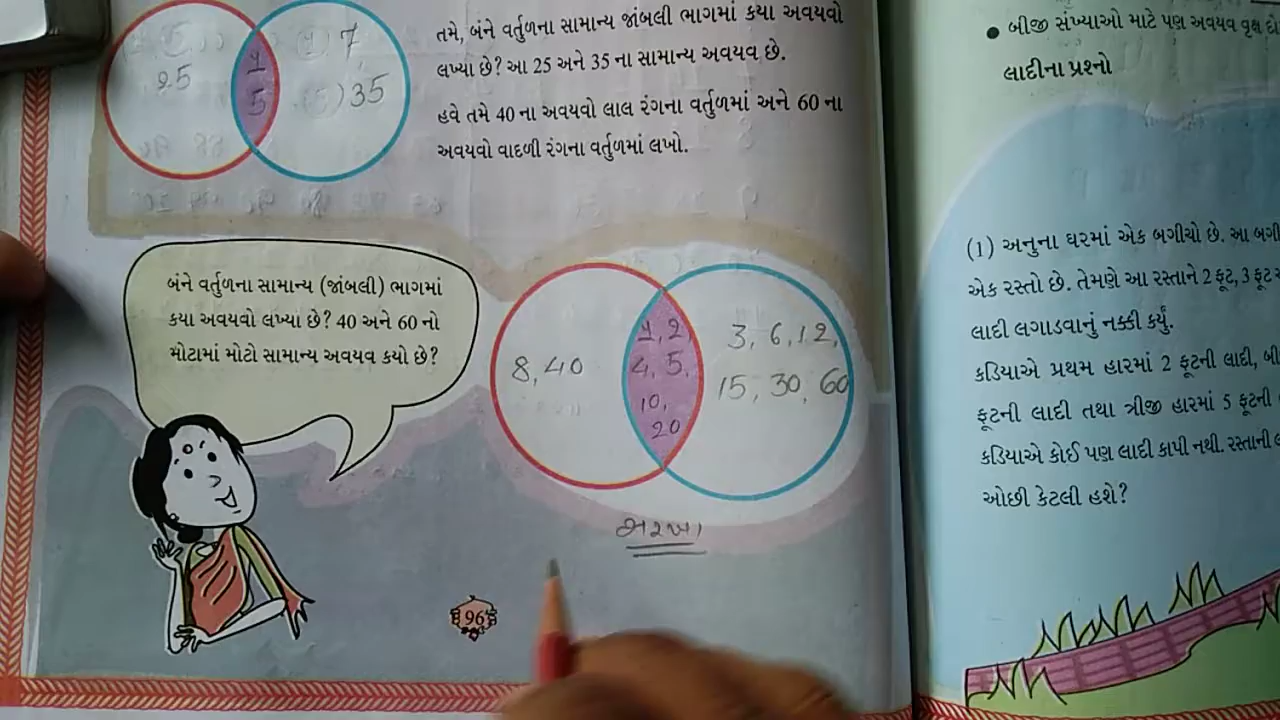 તમે, બંને વર્તુળના સામાન્ય જાંબલી ભાગમાં કયા અવયવો
લખ્યા છે? આ 25 અને 35 ના સામાન્ય અવયવ છે.
હવે તમે 40 ના અવયવો લાલ રંગના વર્તુળમાં અને 60 ના
અવયવો વાદળી રંગના વર્તુળમાં લખો.
25
૧
5
7
35
બંને વર્તુળના સામાન્ય (જાંબલી) ભાગમાં
કયા અવયવો લખ્યા છે? 40 અને 60 નો
મોટામાં મોટો સામાન્ય અવયવ કયો છે?
8, 40
૧, 2,
4, 5,
10,
20
3, 6, 12,
15, 30, 60
સરખા
96
બીજી સંખ્યાઓ માટે પણ અવયવ વૃક્ષ
લાદીના પ્રશ્નો
(1) અનુના ઘરમાં એક બગીચો છે. આ
એક રસ્તો છે. તેમણે આ રસ્તાને 2 ફૂટ, 3 ફૂટ
લાદી લગાડવાનું નક્કી કર્યું.
કડિયાએ પ્રથમ હારમાં 2 ફૂટની લાદી,
ફૂટની લાદી તથા ત્રીજી હારમાં 5 ફૂટની
કડિયાએ કોઈ પણ લાદી કાપી નથી. રસ્તાની
ઓછી કેટલી હશે?